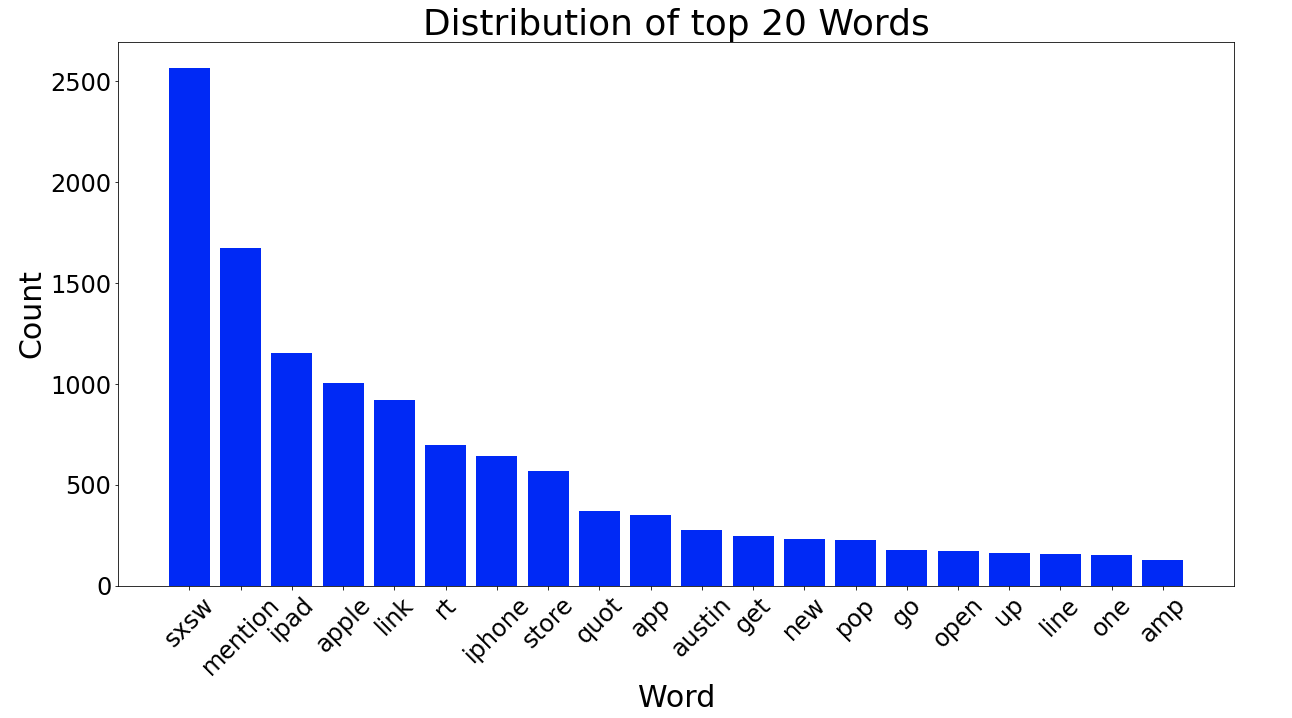 Distribution of top 20 Words
Count
2500
2000
1500
1000
500
0
sxsw
mention
ipad
apple
link
rt
iphone
store
quot
app
austin
get
new
pop
go
open
up
line
one
amp
Word